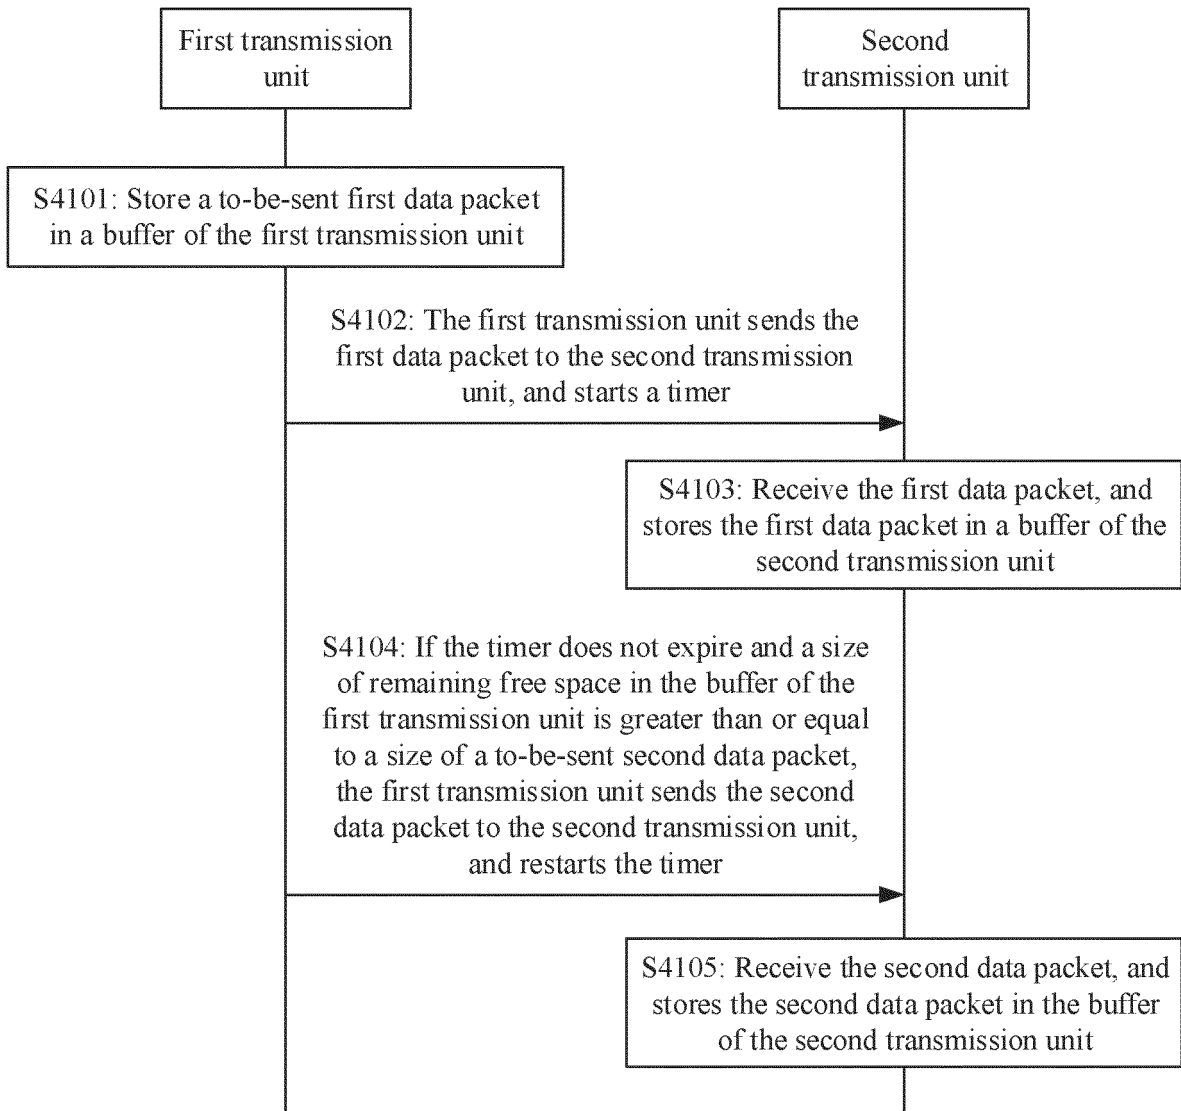 First transmission
unit
Second
transmission unit
S4101: Store a to-be-sent first data packet
in a buffer of the first transmission unit
S4102: The first transmission unit sends the
first data packet to the second transmission
unit, and starts a timer
S4103: Receive the first data packet, and
stores the first data packet in a buffer of the
second transmission unit
S4104: If the timer does not expire and a size
of remaining free space in the buffer of the
first transmission unit is greater than or equal
to a size of a to-be-sent second data packet,
the first transmission unit sends the second
data packet to the second transmission unit,
and restarts the timer
S4105: Receive the second data packet, and
stores the second data packet in the buffer
of the second transmission unit